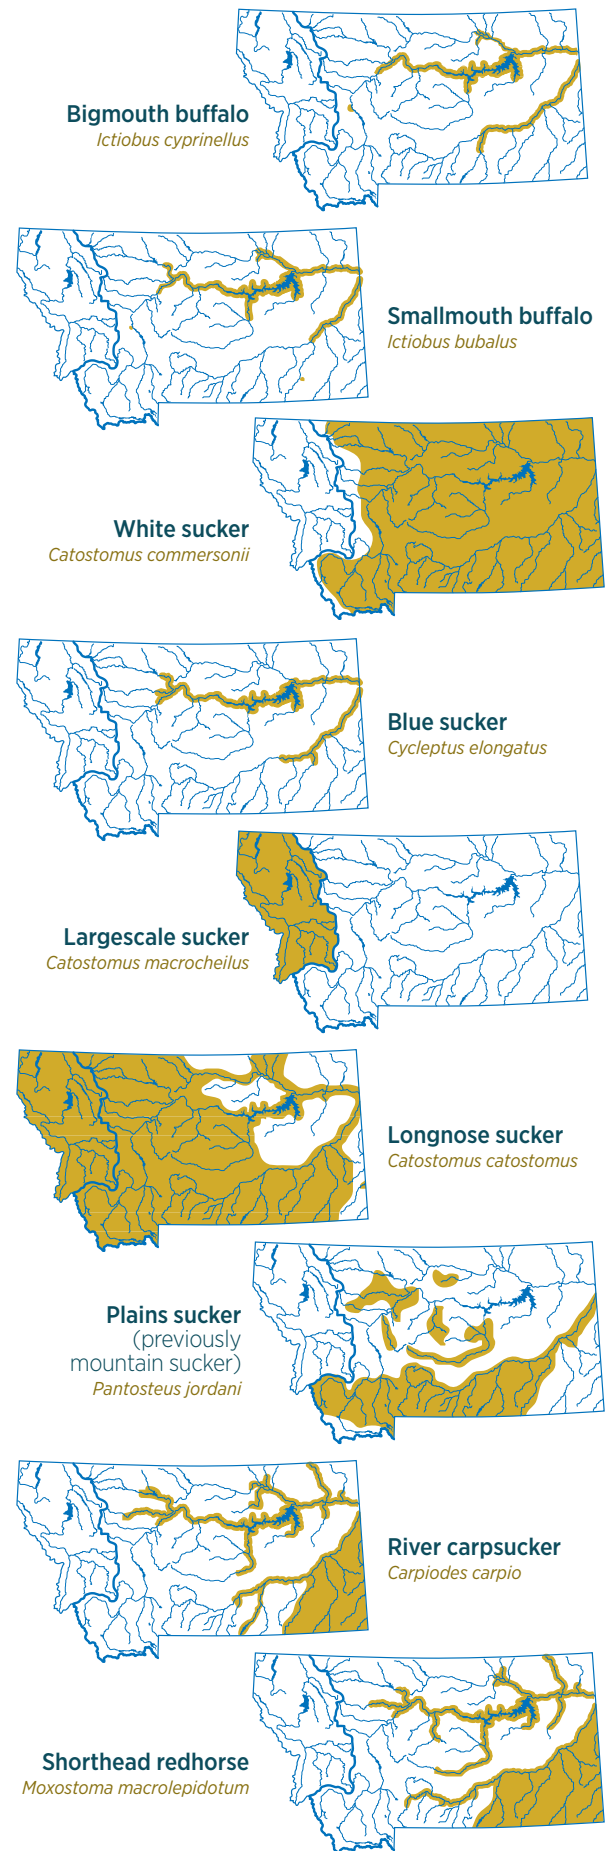 Bigmouth buffalo
Ictiobus cyprinellus
Smallmouth buffalo
Ictiobus bubalus
White sucker
Catostomus commersonii
Blue sucker
Cycleptus elongatus
Largescale sucker
Catostomus macrocheilus
Longnose sucker
Catostomus catostomus
Plains sucker
(previously
mountain sucker)
Pantosteus jordani
River carpsucker
Carpiodes carpio
Shorthead redhorse
Moxostoma macrolepidotum